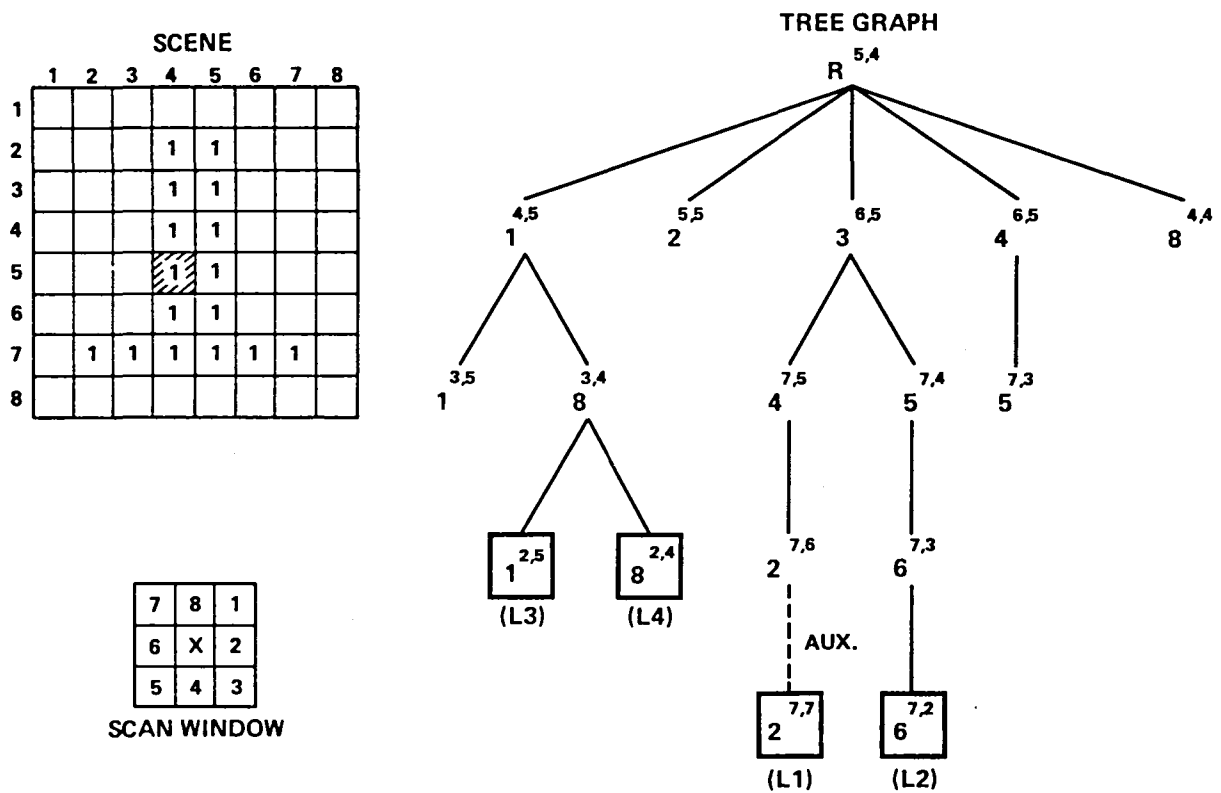 SCENE
1 2 3 4 5 6 7 8
1
2 1 1
3 1 1
4 1 1
5 1 1
6 1 1
7 1 1 1 1 1 1
8
7 8 1
6 X 2
5 4 3
SCAN WINDOW
TREE GRAPH
R 5,4
1 4,5 2 5,5 3 6,5 4 6,5 8 4,4
1 3,5 8 3,4 4 7,5 5 7,4 5 7,3
1 2,5 8 2,4 2 7,6 6 7,3
(L3) (L4)
AUX.
2 7,7 6 7,2
(L1) (L2)